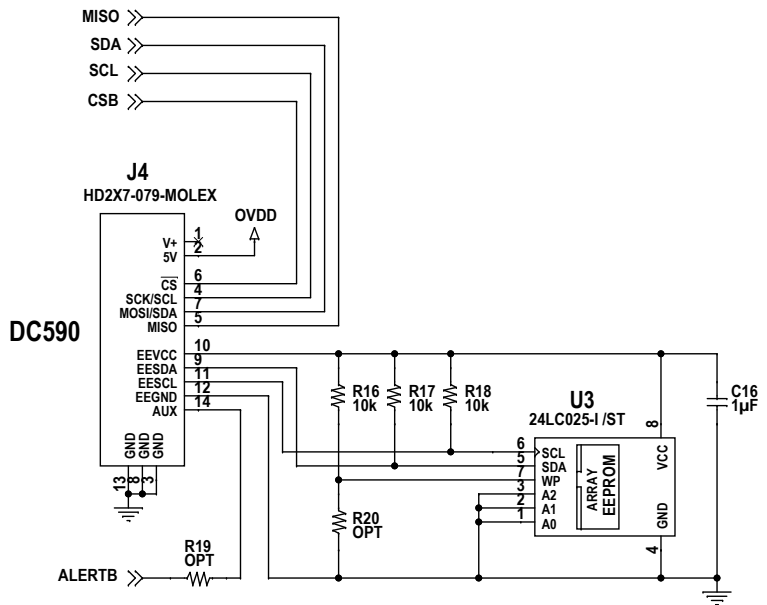 MISO
SDA
SCL
CSB
J4
HD2X7-079-MOLEX
OVDD
V+ 1
5V 2
CS 6
SCK/SCL 4
MOSI/SDA 7
MISO 5
DC590
EEVCC 10
EESDA 9
EESCL 11
EEGND 12
AUX 14
GND GND GND
13 8 3
R16
10k
R17
10k
R18
10k
U3
24LC025-I /ST
C16
1µF
6 SCL
5 SDA
7 WP
3 A2
2 A1
1 A0
ARRAY
EEPROM
8
VCC
GND
4
R20
OPT
R19
OPT
ALERTB